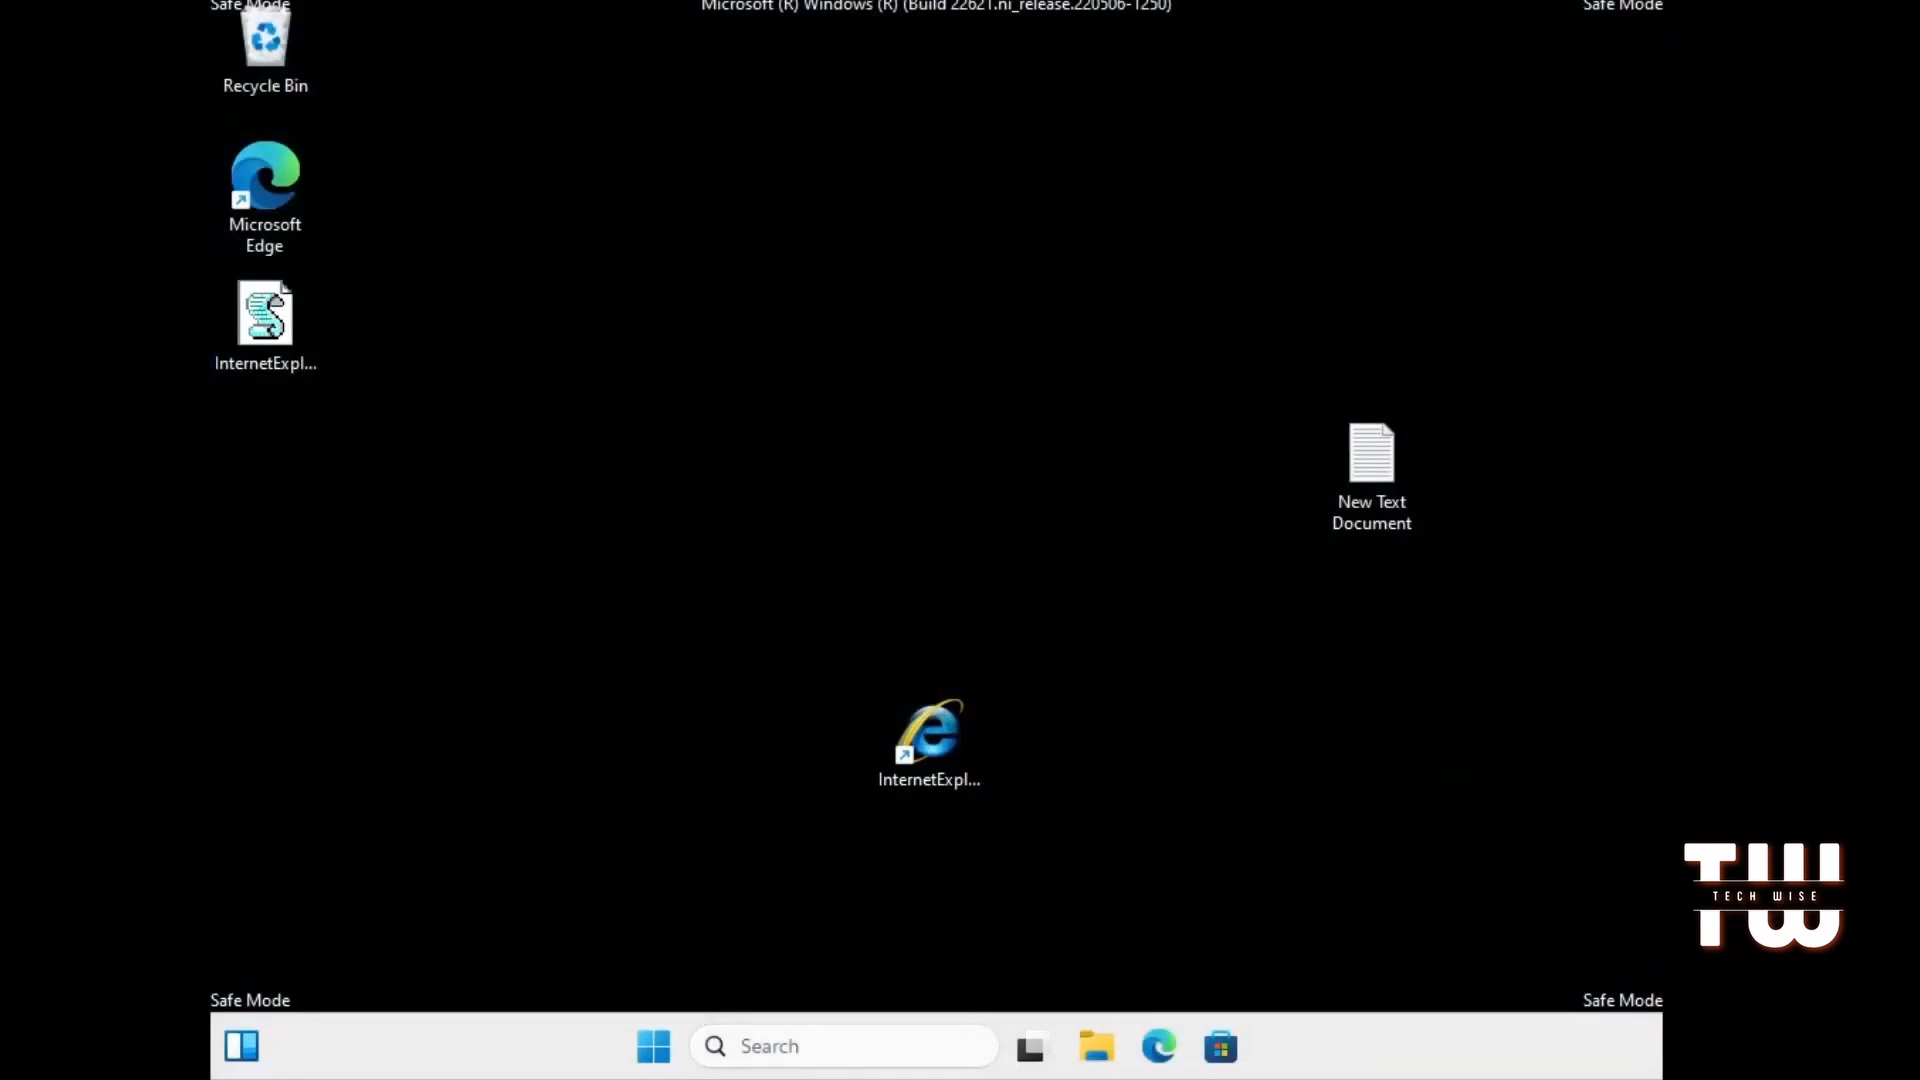 Safe Mode
Microsoft (R) Windows (R) (Build 22621.ni_release.220506-1250)
Safe Mode
Recycle Bin
Microsoft
Edge
InternetExpl...
New Text
Document
InternetExpl...
TW
TECH WISE
Safe Mode
Safe Mode
Search